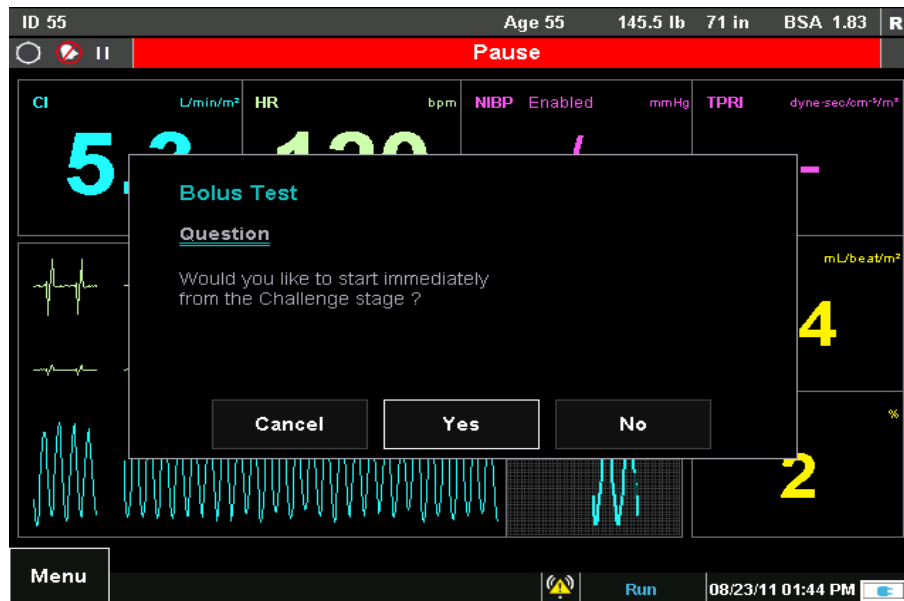 ID 55 Age 55 145.5 lb 71 in BSA 1.83 R
Pause
CI L/min/m² HR bpm NIBP Enabled mmHg TPRI dyne·sec/cm⁻⁵/m²
/ -
Bolus Test
Question
Would you like to start immediately
from the Challenge stage ?
mL/beat/m²
4
Cancel Yes No
%
2
Menu
Run 08/23/11 01:44 PM